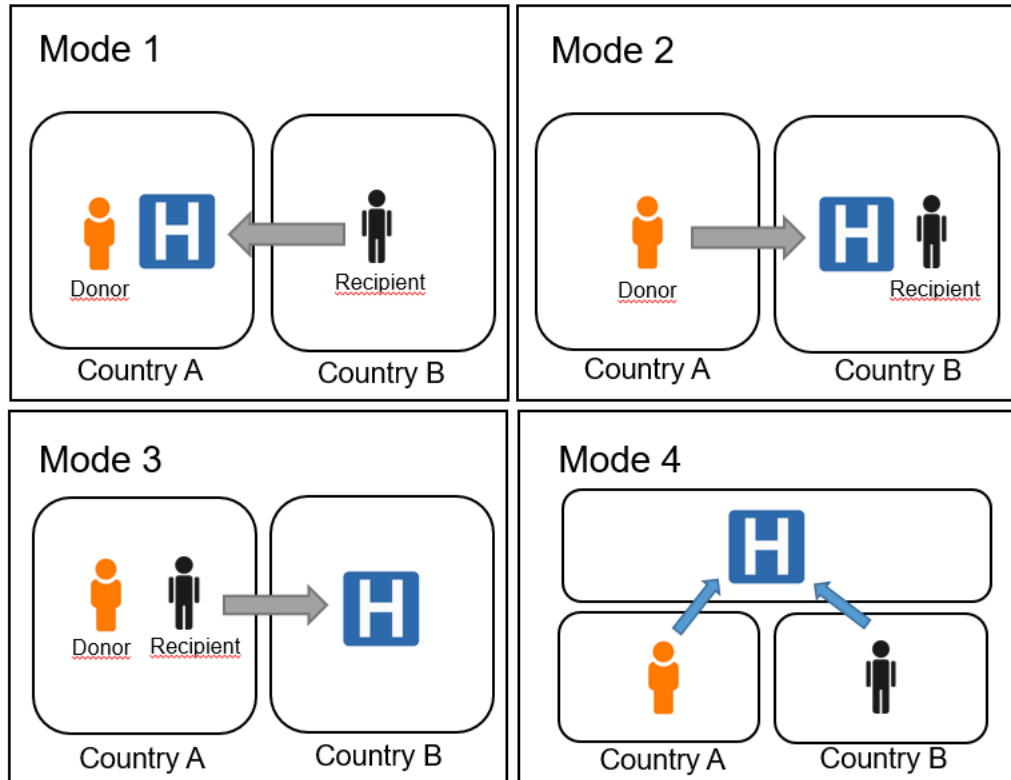 Mode 1
H
Donor
Recipient
Country A
Country B
Mode 2
Donor
H
Recipient
Country A
Country B
Mode 3
Donor
Recipient
H
Country A
Country B
Mode 4
H
Country A
Country B